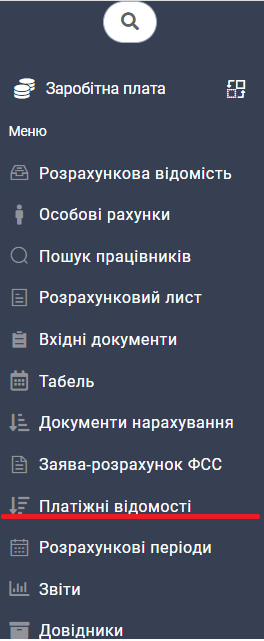 Заробітна плата
Меню
Розрахункова відомість
Особові рахунки
Пошук працівників
Розрахунковий лист
Вхідні документи
Табель
Документи нарахування
Заява-розрахунок ФСС
Платіжні відомості
Розрахункові періоди
Звіти
Довідники